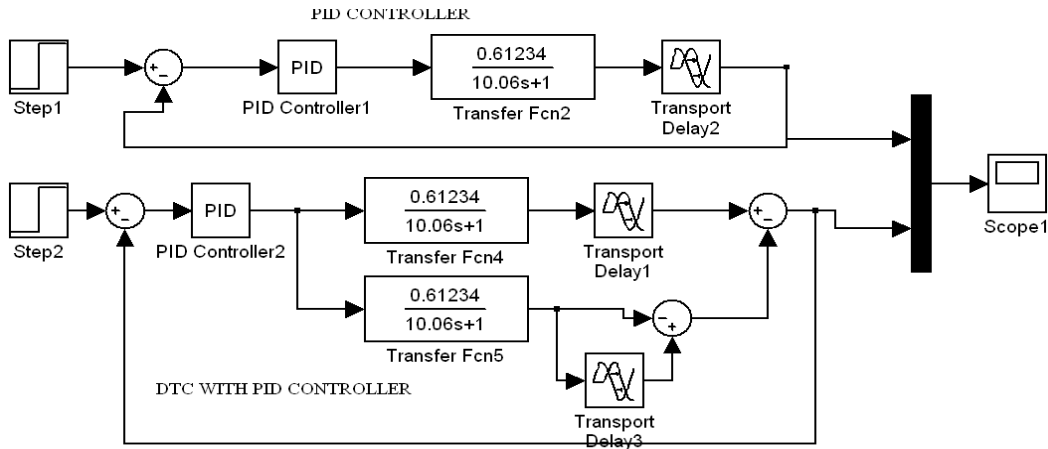 PID CONTROLLER
Step1
+
-
PID
PID Controller1
0.61234
10.06s+1
Transfer Fcn2
Transport
Delay2
Step2
+
-
PID
PID Controller2
0.61234
10.06s+1
Transfer Fcn4
Transport
Delay1
+
-
Scope1
0.61234
10.06s+1
Transfer Fcn5
-
+
Transport
Delay3
DTC WITH PID CONTROLLER